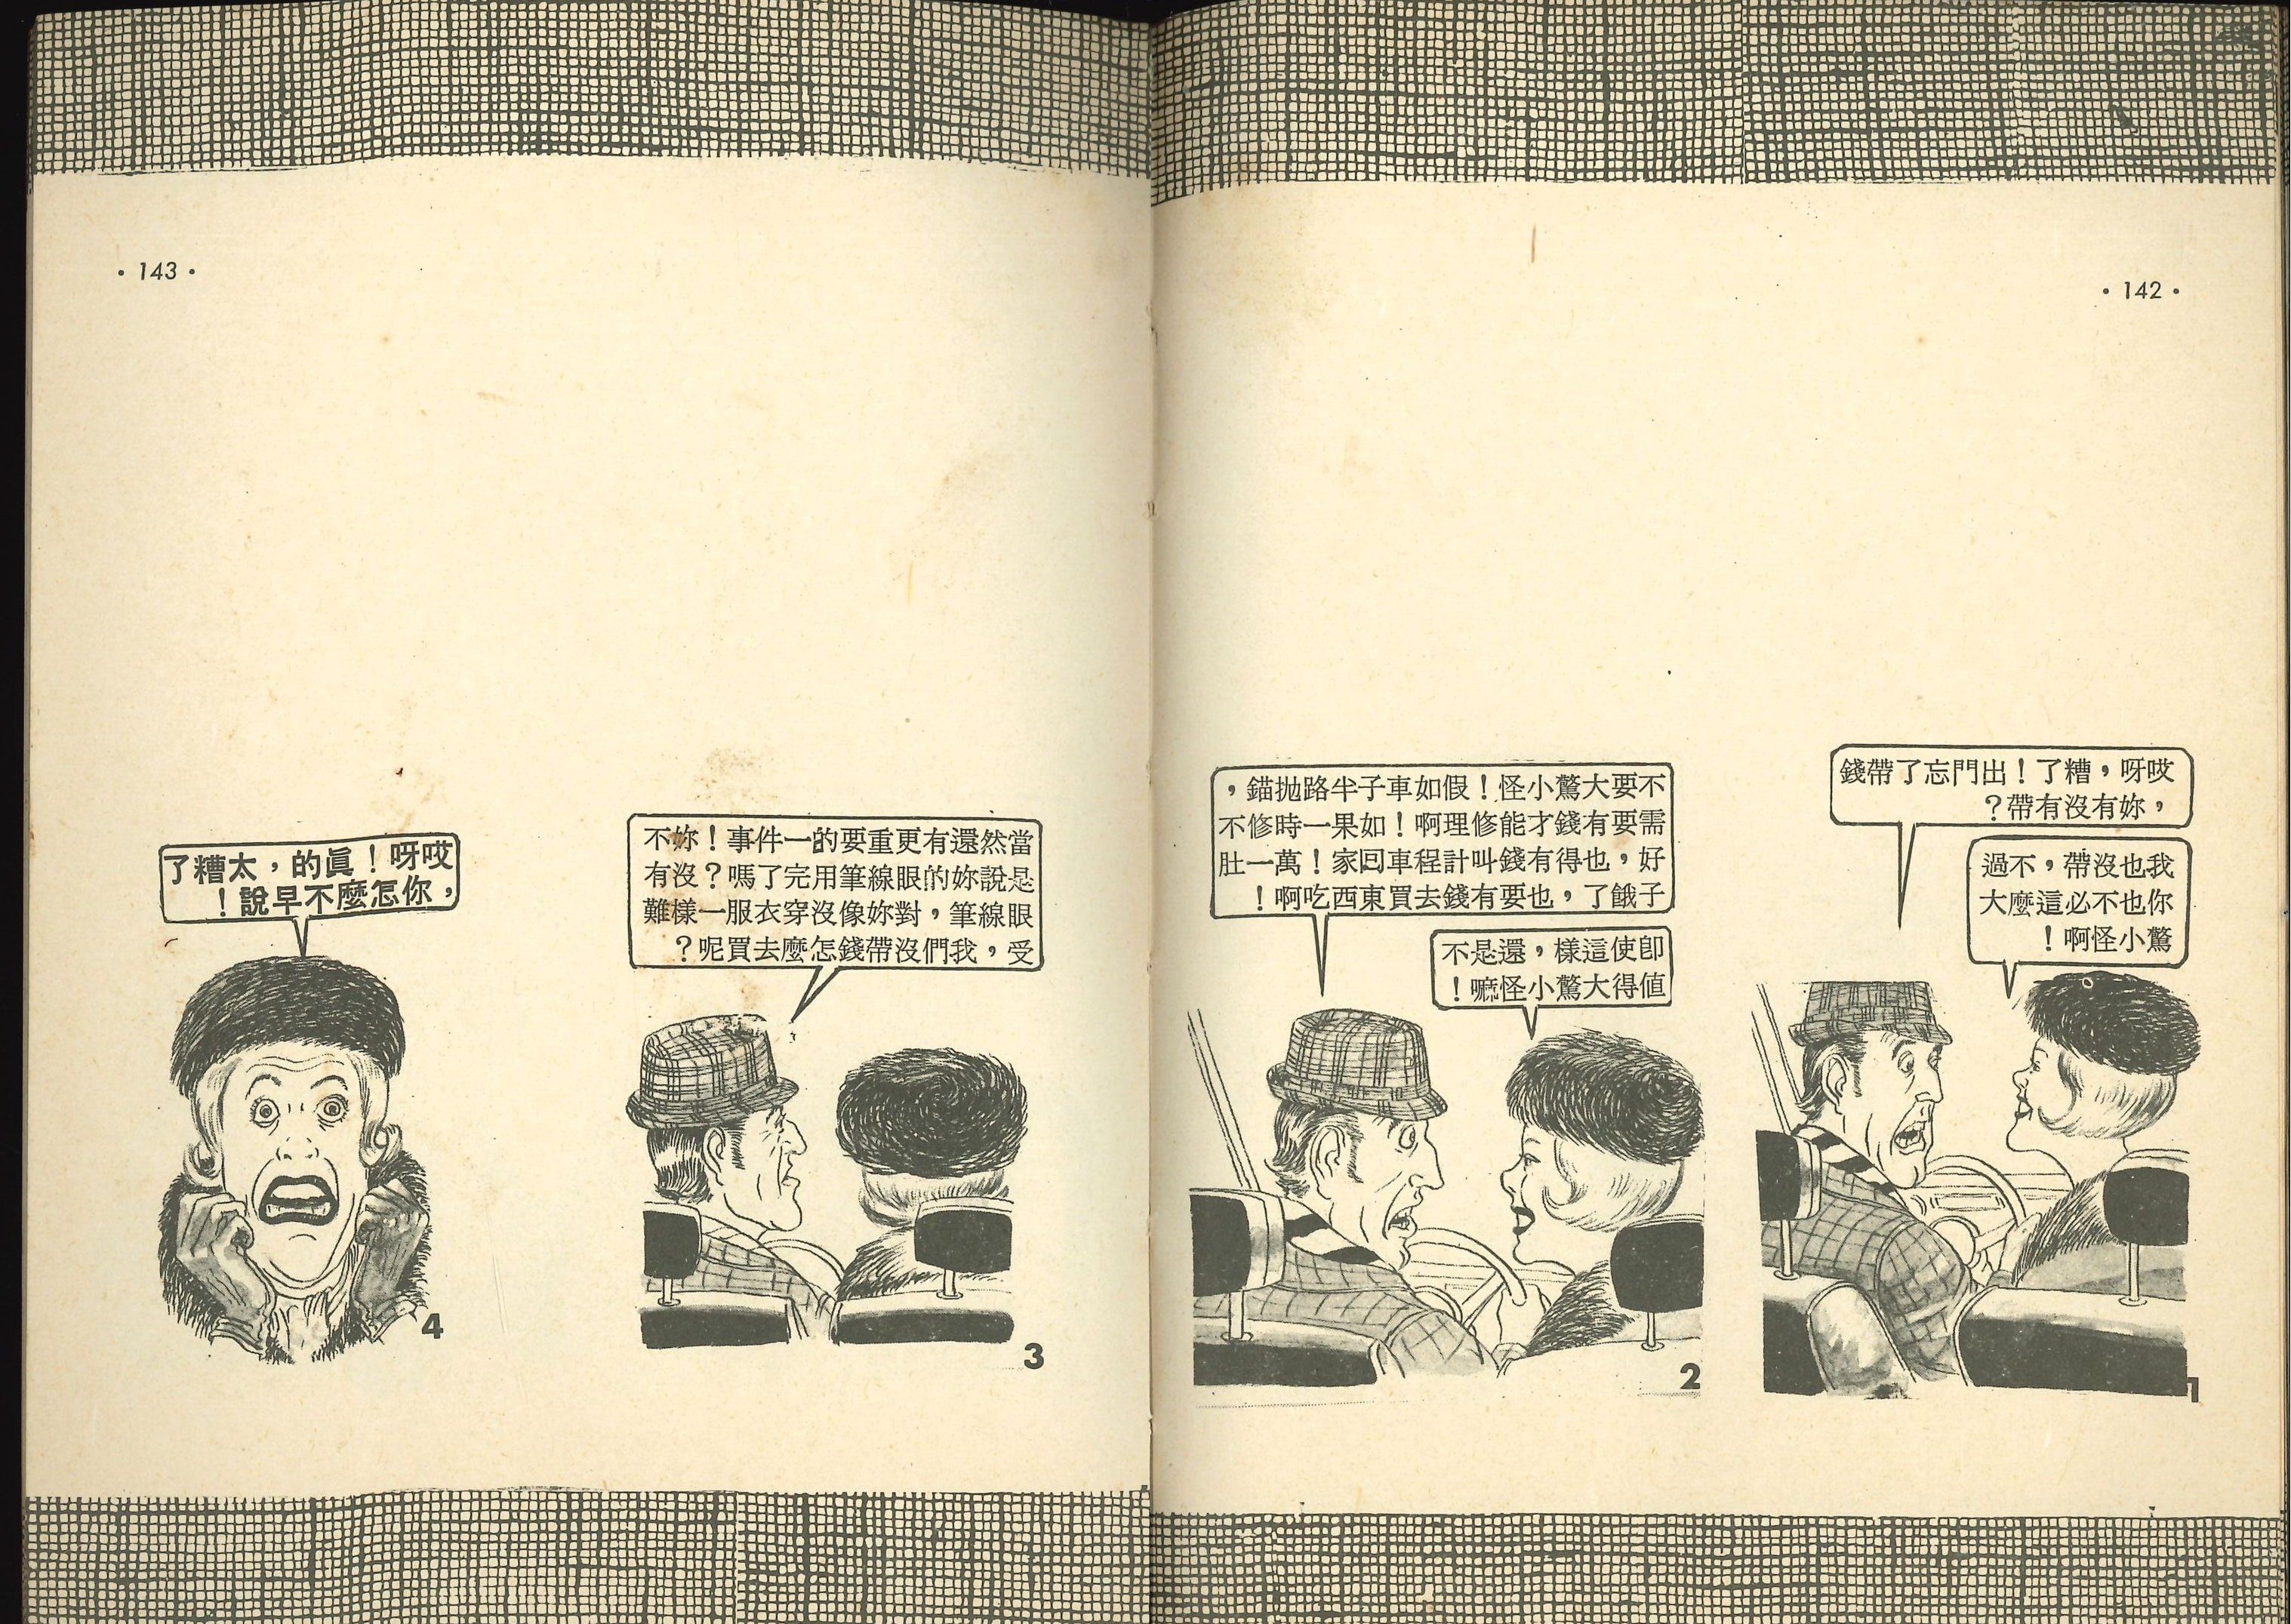 • 142 •
哎呀，糟了！出門忘了帶錢
，妳有沒有帶？
我也沒帶，不過
你也不必這麼大
驚小怪啊！
1
不要大驚小怪！假如車子半路拋錨，
需要有錢才能修理啊！如果一時修不
好，也得有錢叫計程車回家！萬一肚
子餓了，也要有錢去買東西吃啊！
即使這樣，還是不
值得大驚小怪嘛！
2
• 143 •
當然還有更重要的一件事！妳不
是說妳的眼線筆用完了嗎？沒有
眼線筆，對妳像沒穿衣服一樣難
受，我們沒帶錢怎麼去買呢？
3
哎呀！眞的，太糟了
，你怎麼不早說！
4